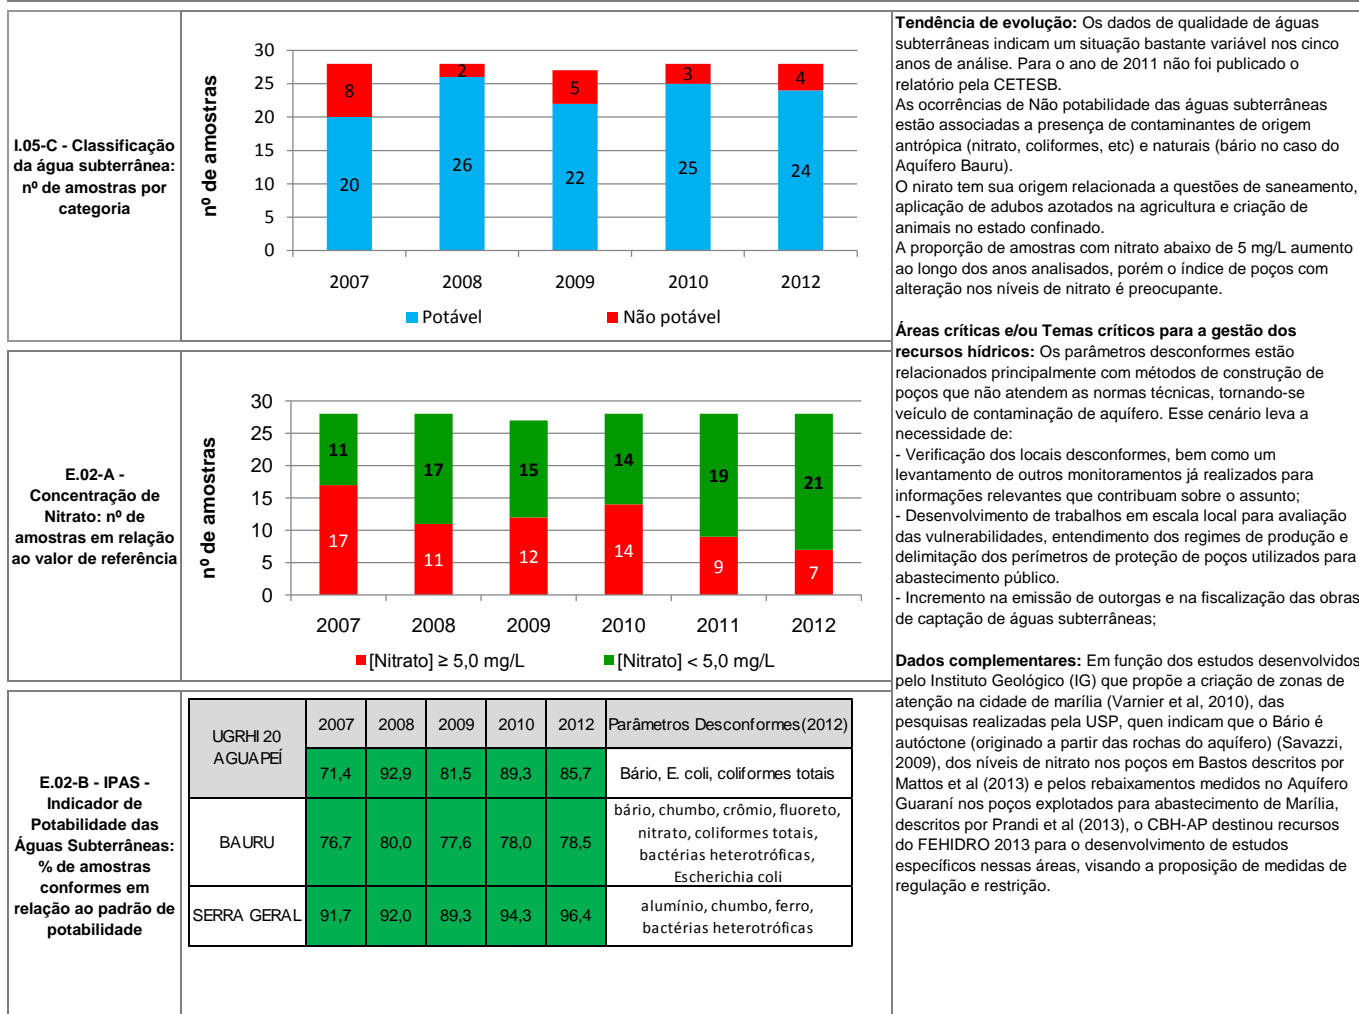 I.05-C - Classificação
da água subterrânea:
nº de amostras por
categoria
nº de amostras
30
25
20
15
10
5
0
8
2
5
3
4
20
26
22
25
24
2007 2008 2009 2010 2012
Potável Não potável
E.02-A -
Concentração de
Nitrato: nº de
amostras em relação
ao valor de referência
nº de amostras
30
25
20
15
10
5
0
11
17
15
14
19
21
17
11
12
14
9
7
2007 2008 2009 2010 2011 2012
[Nitrato] ≥ 5,0 mg/L [Nitrato] < 5,0 mg/L
E.02-B - IPAS -
Indicador de
Potabilidade das
Águas Subterrâneas:
% de amostras
conformes em
relação ao padrão de
potabilidade
UGRHI 20
AGUAPEÍ
2007 2008 2009 2010 2012 Parâmetros Desconformes(2012)
71,4 92,9 81,5 89,3 85,7 Bário, E. coli, coliformes totais
BAURU 76,7 80,0 77,6 78,0 78,5
bário, chumbo, crômio, fluoreto,
nitrato, coliformes totais,
bactérias heterotróficas,
Escherichia coli
SERRA GERAL 91,7 92,0 89,3 94,3 96,4
alumínio, chumbo, ferro,
bactérias heterotróficas
Tendência de evolução: Os dados de qualidade de águas
subterrâneas indicam um situação bastante variável nos cinco
anos de análise. Para o ano de 2011 não foi publicado o
relatório pela CETESB.
As ocorrências de Não potabilidade das águas subterrâneas
estão associadas a presença de contaminantes de origem
antrópica (nitrato, coliformes, etc) e naturais (bário no caso do
Aquífero Bauru).
O nirato tem sua origem relacionada a questões de saneamento,
aplicação de adubos azotados na agricultura e criação de
animais no estado confinado.
A proporção de amostras com nitrato abaixo de 5 mg/L aumento
ao longo dos anos analisados, porém o índice de poços com
alteração nos níveis de nitrato é preocupante.
Áreas críticas e/ou Temas críticos para a gestão dos
recursos hídricos: Os parâmetros desconformes estão
relacionados principalmente com métodos de construção de
poços que não atendem as normas técnicas, tornando-se
veículo de contaminação de aquífero. Esse cenário leva a
necessidade de:
- Verificação dos locais desconformes, bem como um
levantamento de outros monitoramentos já realizados para
informações relevantes que contribuam sobre o assunto;
- Desenvolvimento de trabalhos em escala local para avaliação
das vulnerabilidades, entendimento dos regimes de produção e
delimitação dos perímetros de proteção de poços utilizados para
abastecimento público.
- Incremento na emissão de outorgas e na fiscalização das obras
de captação de águas subterrâneas;
Dados complementares: Em função dos estudos desenvolvidos
pelo Instituto Geológico (IG) que propõe a criação de zonas de
atenção na cidade de marília (Varnier et al, 2010), das
pesquisas realizadas pela USP, quen indicam que o Bário é
autóctone (originado a partir das rochas do aquífero) (Savazzi,
2009), dos níveis de nitrato nos poços em Bastos descritos por
Mattos et al (2013) e pelos rebaixamentos medidos no Aquífero
Guaraní nos poços explotados para abastecimento de Marília,
descritos por Prandi et al (2013), o CBH-AP destinou recursos
do FEHIDRO 2013 para o desenvolvimento de estudos
específicos nessas áreas, visando a proposição de medidas de
regulação e restrição.